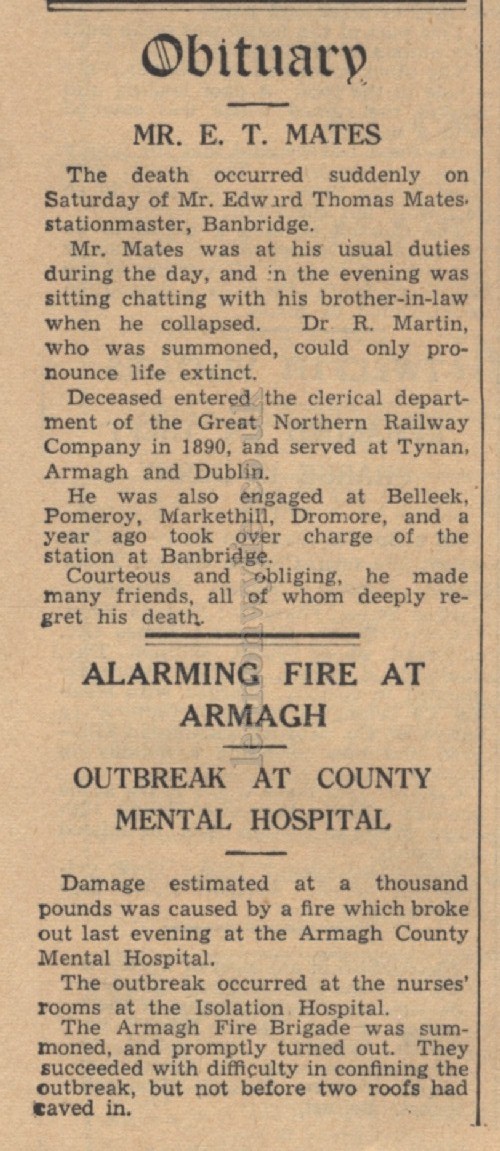 Obituary
MR. E. T. MATES
The death occurred suddenly on
Saturday of Mr. Edward Thomas Mates,
stationmaster, Banbridge.
Mr. Mates was at his usual duties
during the day, and in the evening was
sitting chatting with his brother-in-law
when he collapsed. Dr. R. Martin,
who was summoned, could only pro-
nounce life extinct.
Deceased entered the clerical depart-
ment of the Great Northern Railway
Company in 1890, and served at Tynan,
Armagh and Dublin.
He was also engaged at Belleek,
Pomeroy, Markethill, Dromore, and a
year ago took over charge of the
station at Banbridge.
Courteous and obliging, he made
many friends, all of whom deeply re-
gret his death.
ALARMING FIRE AT
ARMAGH
OUTBREAK AT COUNTY
MENTAL HOSPITAL
Damage estimated at a thousand
pounds was caused by a fire which broke
out last evening at the Armagh County
Mental Hospital.
The outbreak occurred at the nurses'
rooms at the Isolation Hospital.
The Armagh Fire Brigade was sum-
moned, and promptly turned out. They
succeeded with difficulty in confining the
outbreak, but not before two roofs had
caved in.